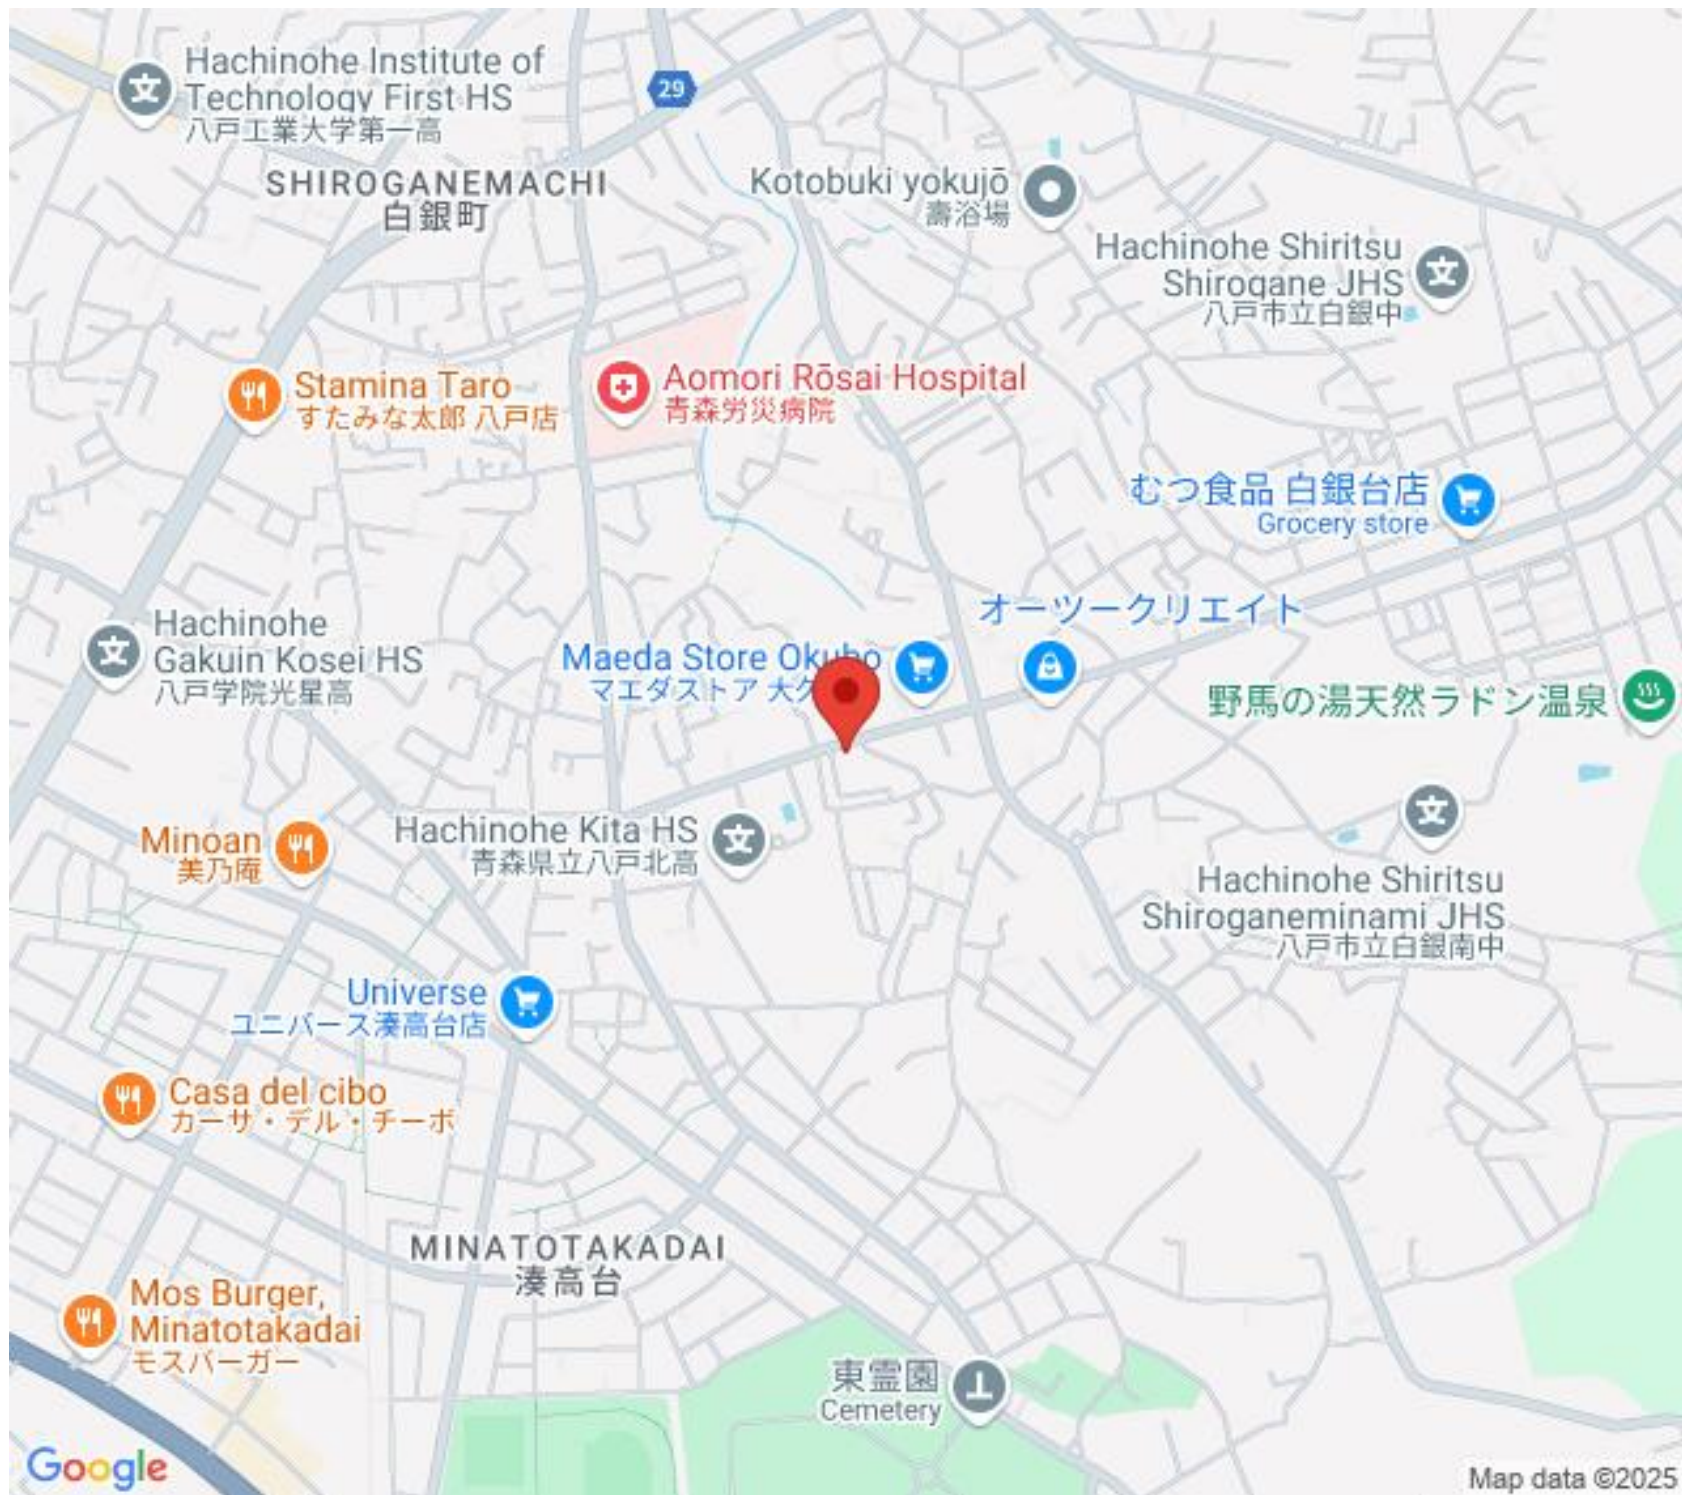 Hachinohe Institute of
Technology First HS
八戸工業大学第一高
29
SHIROGANEMACHI
白銀町
Kotobuki yokujō
壽浴場
Hachinohe Shiritsu
Shirogane JHS
八戸市立白銀中
Stamina Taro
すたみな太郎 八戸店
Aomori Rōsai Hospital
青森労災病院
むつ食品 白銀台店
Grocery store
オーツークリエイト
Hachinohe
Gakuin Kosei HS
八戸学院光星高
Maeda Store Okubo
マエダストア 大
野馬の湯天然ラドン温泉
Hachinohe Kita HS
青森県立八戸北高
Minoan
美乃庵
Hachinohe Shiritsu
Shiroganeminami JHS
八戸市立白銀南中
Universe
ユニバース湊高台店
Casa del cibo
カーサ・デル・チーボ
MINATOTAKADAI
湊高台
Mos Burger,
Minatotakadai
モスバーガー
東霊園
Cemetery
Google
Map data ©2025